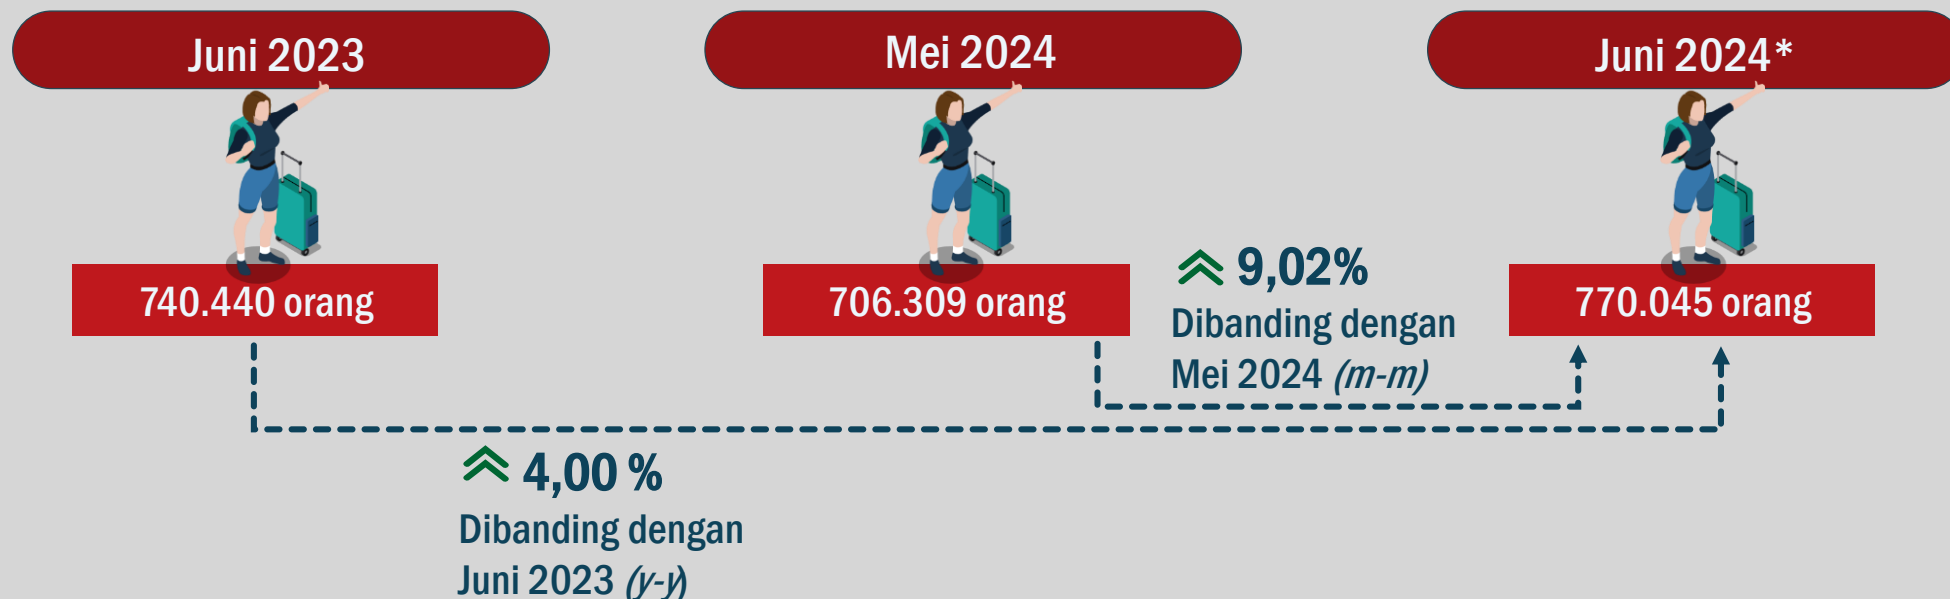 Juni 2023
Mei 2024
Juni 2024*
740.440 orang
706.309 orang
770.045 orang
9,02%
Dibanding dengan
Mei 2024 (m-m)
4,00 %
Dibanding dengan
Juni 2023 (y-y)